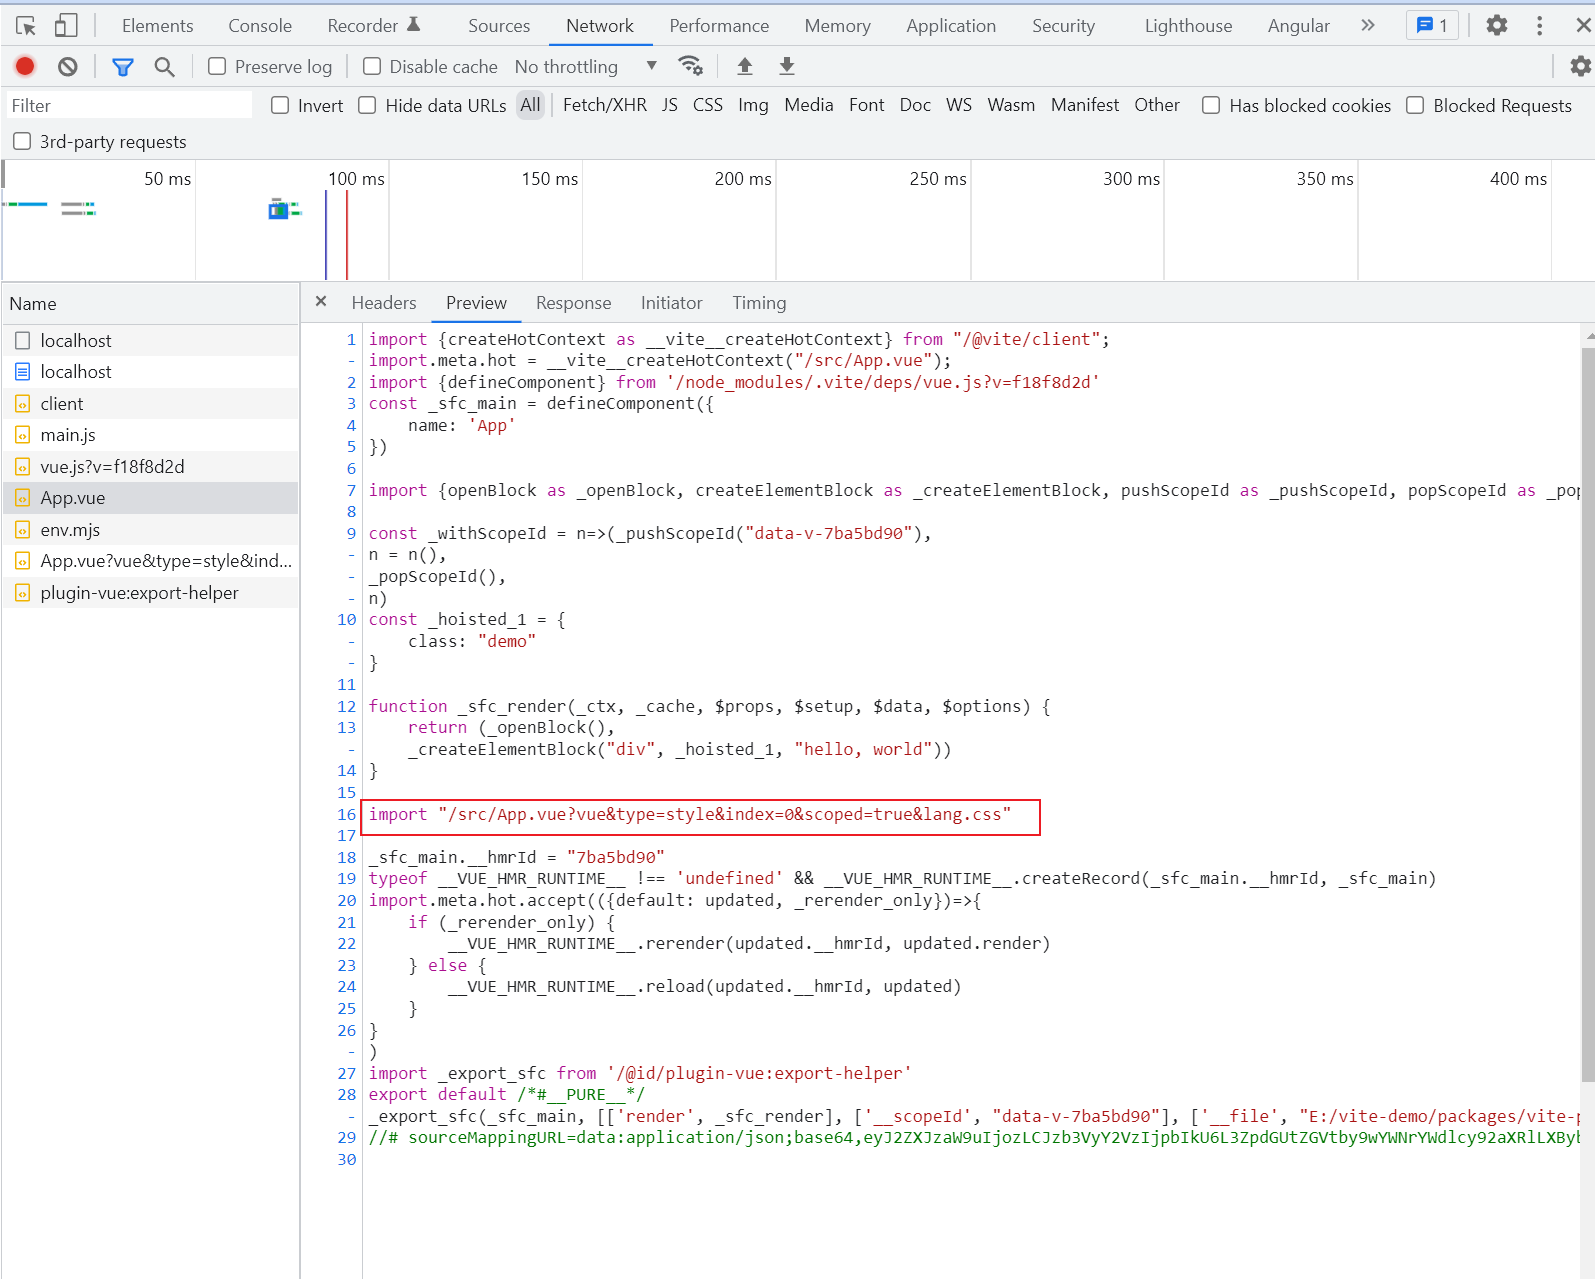 Elements Console Recorder Sources Network Performance Memory Application Security Lighthouse Angular » 1
Preserve log Disable cache No throttling
Filter Invert Hide data URLs All Fetch/XHR JS CSS Img Media Font Doc WS Wasm Manifest Other Has blocked cookies Blocked Requests
3rd-party requests
50 ms 100 ms 150 ms 200 ms 250 ms 300 ms 350 ms 400 ms
Name
localhost
localhost
client
main.js
vue.js?v=f18f8d2d
App.vue
env.mjs
App.vue?vue&type=style&ind...
plugin-vue:export-helper
× Headers Preview Response Initiator Timing
1 import {createHotContext as __vite__createHotContext} from "/@vite/client";
- import.meta.hot = __vite__createHotContext("/src/App.vue");
2 import {defineComponent} from '/node_modules/.vite/deps/vue.js?v=f18f8d2d'
3 const _sfc_main = defineComponent({
4 name: 'App'
5 })
6
7 import {openBlock as _openBlock, createElementBlock as _createElementBlock, pushScopeId as _pushScopeId, popScopeId as _pop
8
9 const _withScopeId = n=>(_pushScopeId("data-v-7ba5bd90"),
- n = n(),
- _popScopeId(),
- n)
10 const _hoisted_1 = {
- class: "demo"
- }
11
12 function _sfc_render(_ctx, _cache, $props, $setup, $data, $options) {
13 return (_openBlock(),
- _createElementBlock("div", _hoisted_1, "hello, world"))
14 }
15
16 import "/src/App.vue?vue&type=style&index=0&scoped=true&lang.css"
17
18 _sfc_main.__hmrId = "7ba5bd90"
19 typeof __VUE_HMR_RUNTIME__ !== 'undefined' && __VUE_HMR_RUNTIME__.createRecord(_sfc_main.__hmrId, _sfc_main)
20 import.meta.hot.accept(({default: updated, _rerender_only})=>{
21 if (_rerender_only) {
22 __VUE_HMR_RUNTIME__.rerender(updated.__hmrId, updated.render)
23 } else {
24 __VUE_HMR_RUNTIME__.reload(updated.__hmrId, updated)
25 }
26 }
- )
27 import _export_sfc from '/@id/plugin-vue:export-helper'
28 export default /*#__PURE__*/
- _export_sfc(_sfc_main, [['render', _sfc_render], ['__scopeId', "data-v-7ba5bd90"], ['__file', "E:/vite-demo/packages/vite-p
29 //# sourceMappingURL=data:application/json;base64,eyJ2ZXJzaW9uIjozLCJzb3VyY2VzIjpbIkU6L3ZpdGUtZGVtby9wYWNrYWdlcy92aXRlLXByb
30